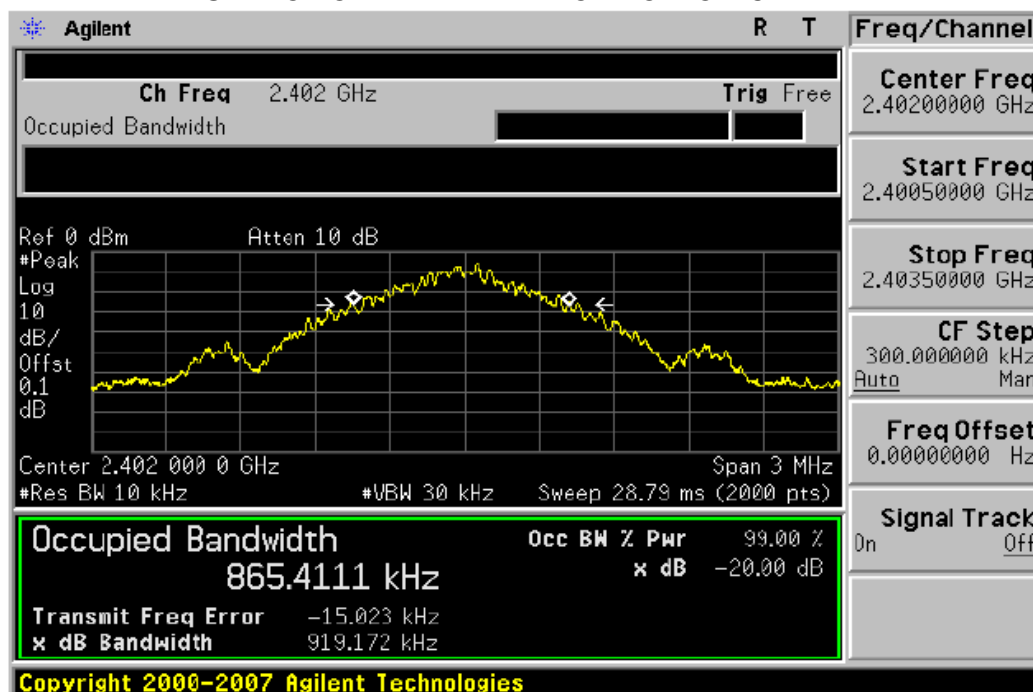 Agilent R T
Freq/Channel
Ch Freq 2.402 GHz Trig Free
Occupied Bandwidth
Center Freq
2.40200000 GHz
Start Freq
2.40050000 GHz
Stop Freq
2.40350000 GHz
CF Step
300.000000 kHz
Auto Man
Freq Offset
0.00000000 Hz
Signal Track
On Off
Ref 0 dBm Atten 10 dB
#Peak
Log
10
dB/
Offst
0.1
dB
Center 2.402 000 0 GHz Span 3 MHz
#Res BW 10 kHz #VBW 30 kHz Sweep 28.79 ms (2000 pts)
Occupied Bandwidth
865.4111 kHz
Occ BW % Pwr 99.00 %
x dB -20.00 dB
Transmit Freq Error -15.023 kHz
x dB Bandwidth 919.172 kHz
Copyright 2000-2007 Agilent Technologies